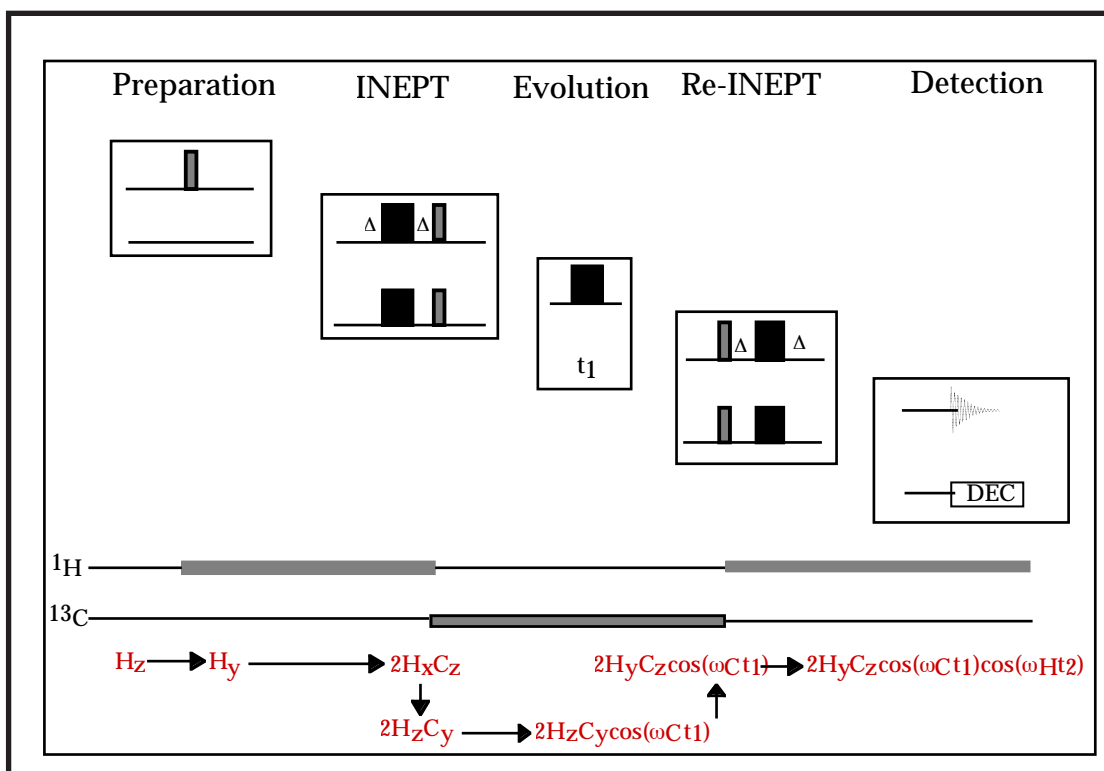 Preparation INEPT Evolution Re-INEPT Detection
Δ Δ
t1
Δ Δ
DEC
1H
13C
Hz Hy 2HxCz 2HyCzcos(ωCt1) 2HyCzcos(ωCt1)cos(ωHt2)
2HzCy 2HzCycos(ωCt1)